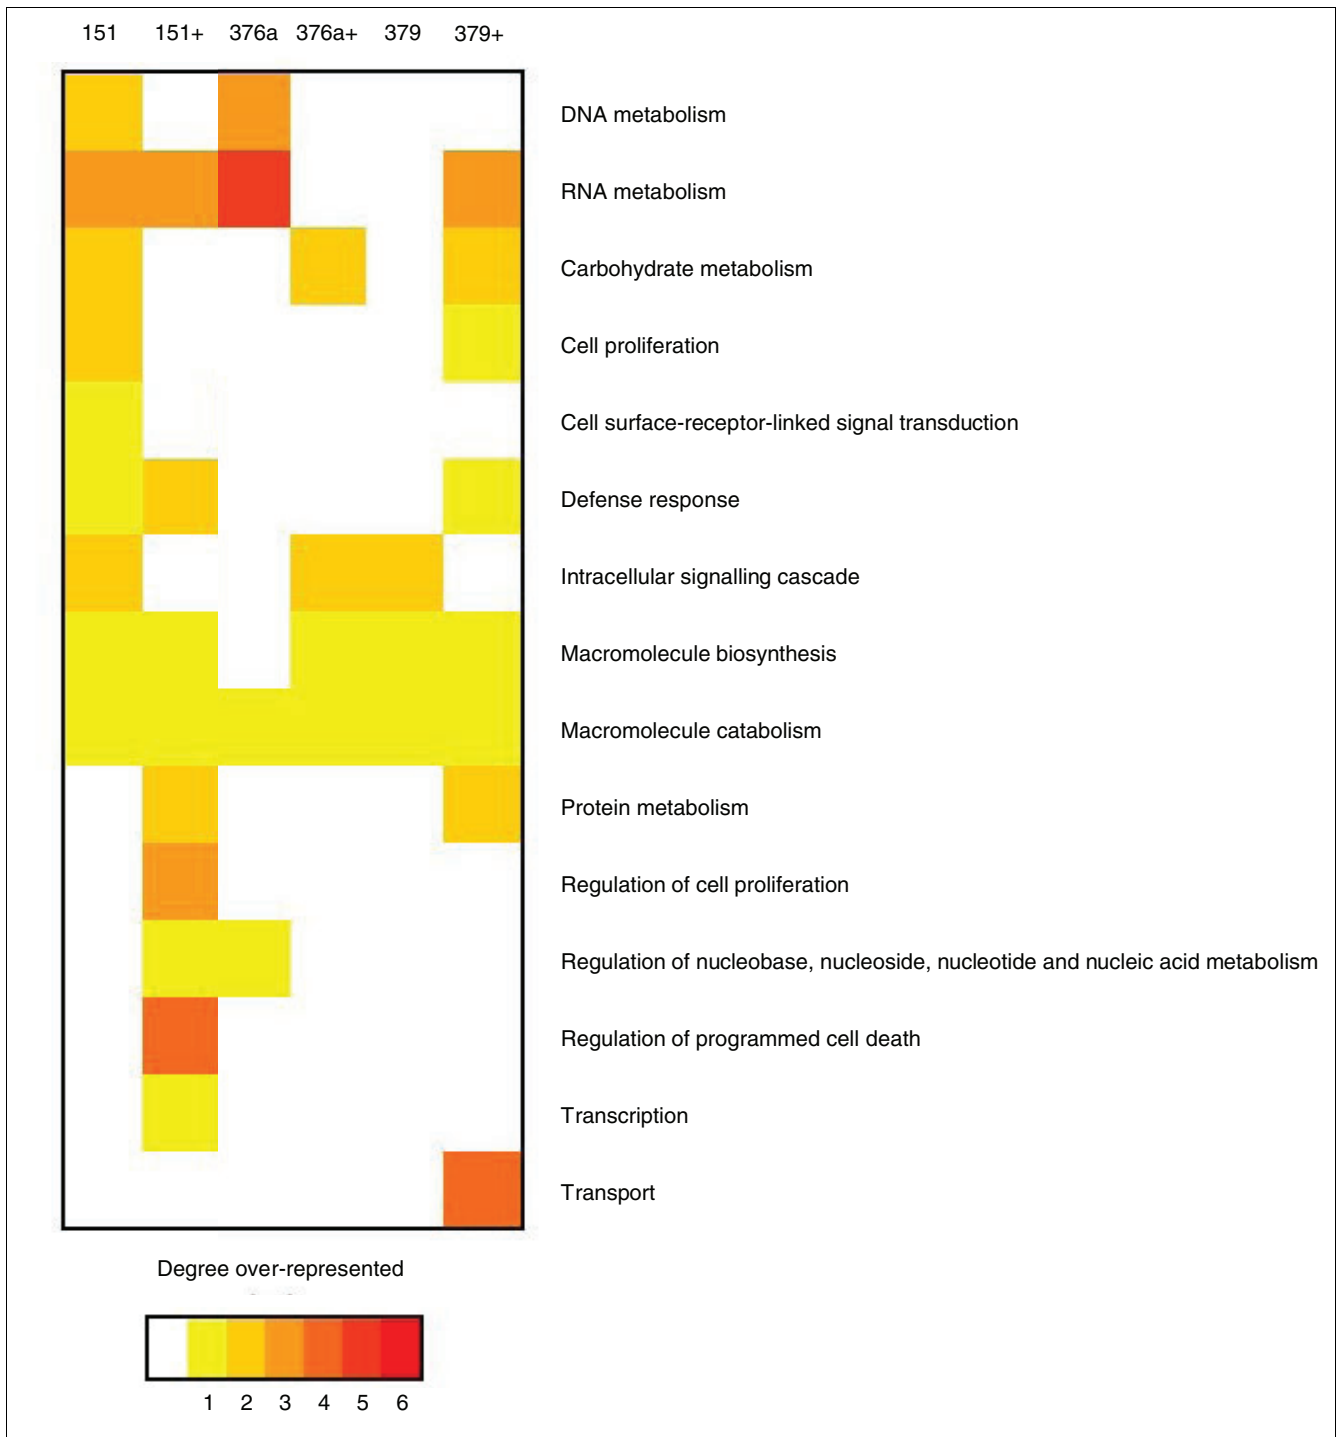 151 151+ 376a 376a+ 379 379+
DNA metabolism
RNA metabolism
Carbohydrate metabolism
Cell proliferation
Cell surface-receptor-linked signal transduction
Defense response
Intracellular signalling cascade
Macromolecule biosynthesis
Macromolecule catabolism
Protein metabolism
Regulation of cell proliferation
Regulation of nucleobase, nucleoside, nucleotide and nucleic acid metabolism
Regulation of programmed cell death
Transcription
Transport
Degree over-represented
1 2 3 4 5 6